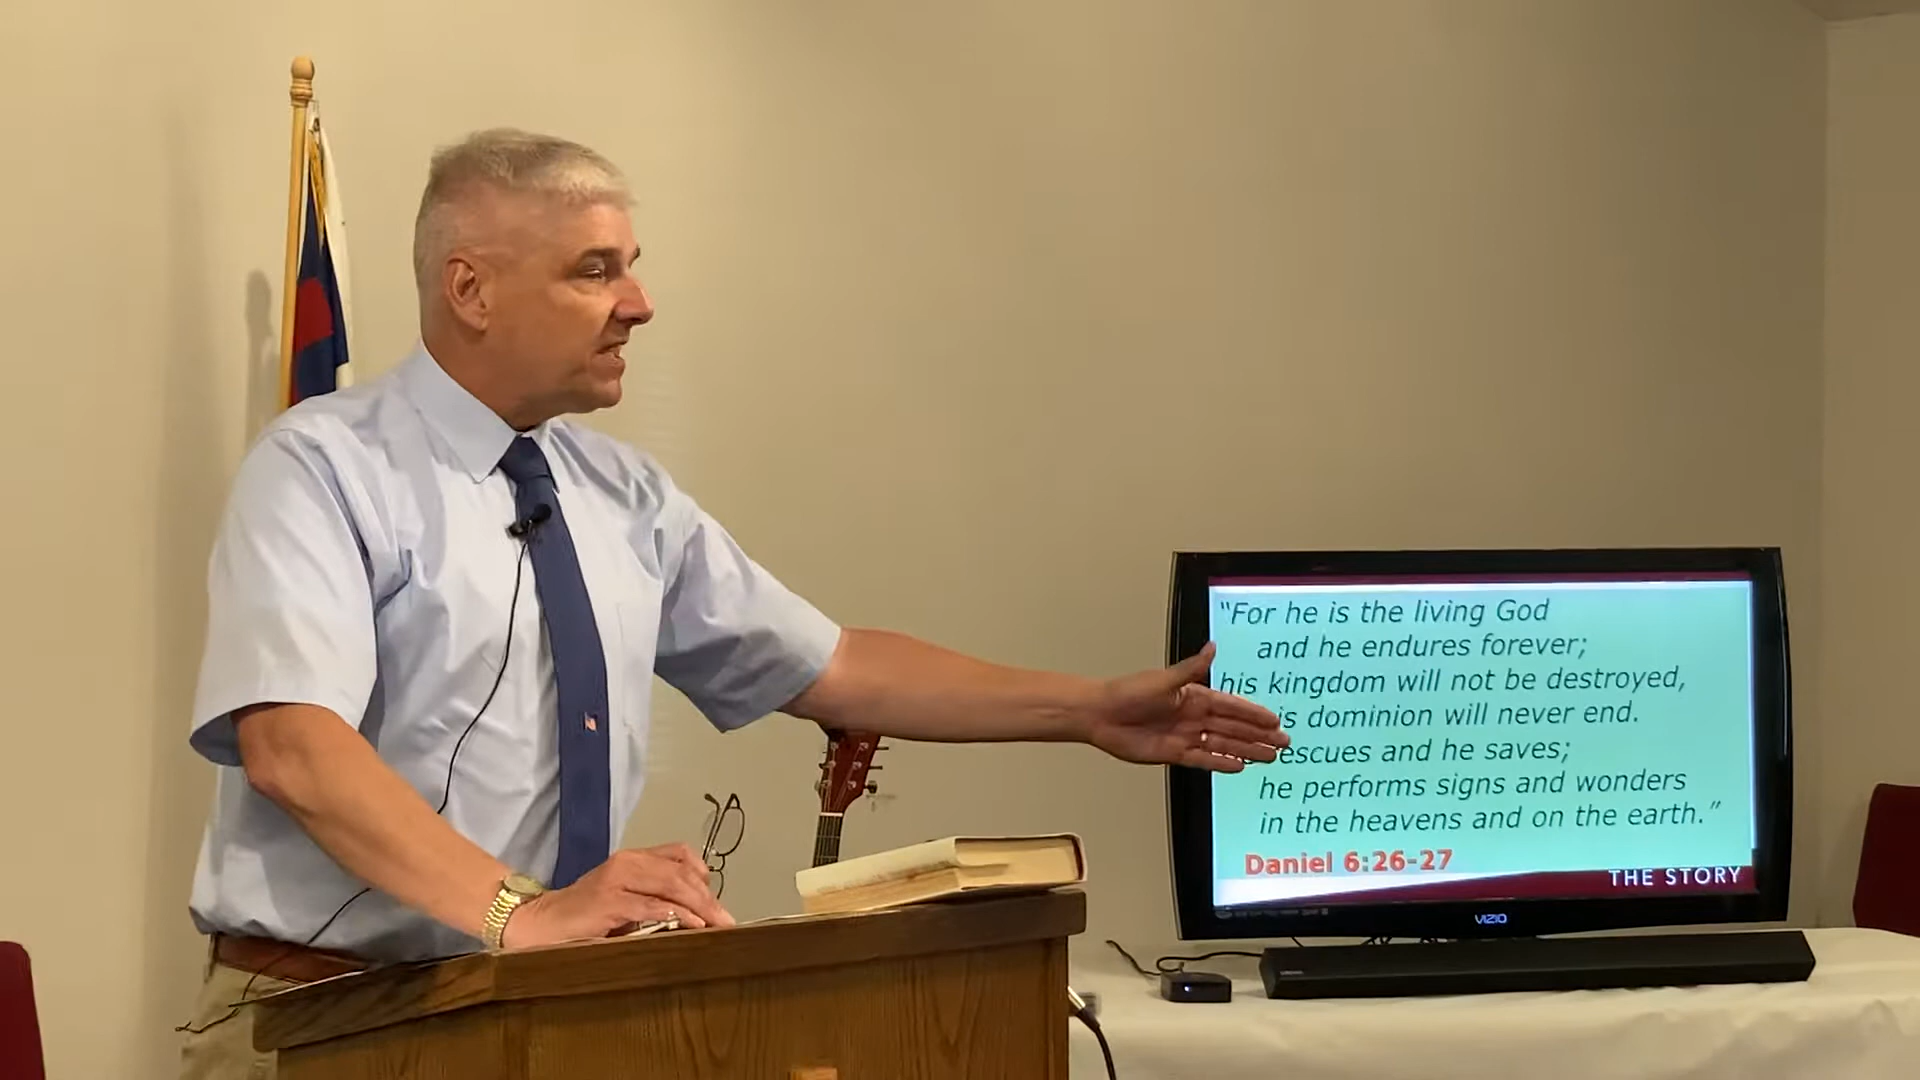 “For he is the living God
and he endures forever;
his kingdom will not be destroyed,
is dominion will never end.
escues and he saves;
he performs signs and wonders
in the heavens and on the earth.”
Daniel 6:26-27
THE STORY
VIZIO